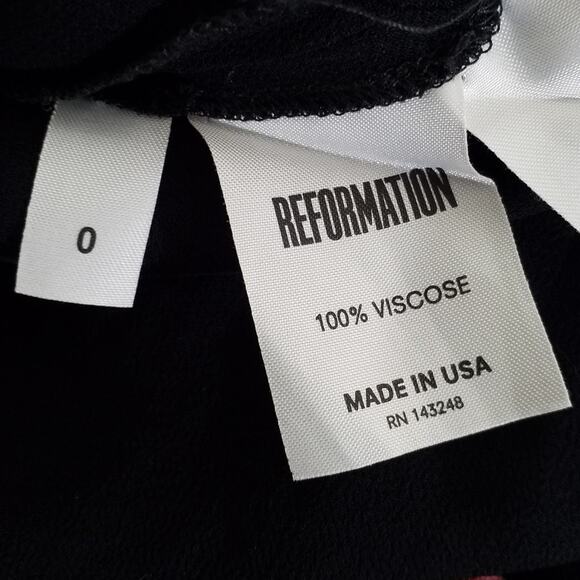 0
REFORMATION
100% VISCOSE
MADE IN USA
RN 143248